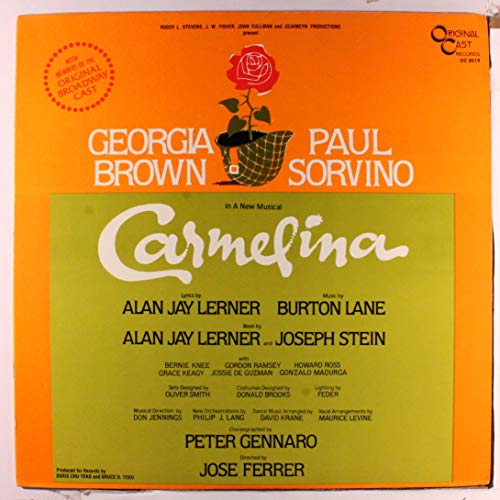 ROGER L. STEVENS, J. W. FISHER, JOAN CULLMAN and JUJAMCYN PRODUCTIONS
present
WITH
MEMBERS OF THE
ORIGINAL
BROADWAY
CAST
ORIGINAL
CAST
RECORDS
OC 8019
GEORGIA
BROWN
PAUL
SORVINO
in A New Musical
Carmelina
Lyrics by
ALAN JAY LERNER
Music by
BURTON LANE
Book by
ALAN JAY LERNER and JOSEPH STEIN
with
BERNIE KNEE GORDON RAMSEY HOWARD ROSS
GRACE KEAGY JOSSIE DE GUZMAN GONZALO MADURGA
Sets Designed by
OLIVER SMITH
Costumes Designed by
DONALD BROOKS
Lighting by
FEDER
Musical Direction by
DON JENNINGS
New Orchestrations by
PHILIP J. LANG
Dance Music Arranged by
DAVID KRANE
Vocal Arrangements by
MAURICE LEVINE
Choreographed by
PETER GENNARO
Directed by
JOSE FERRER
Produced for Records by
DORIS CHU YEKO and BRUCE G. YEKO